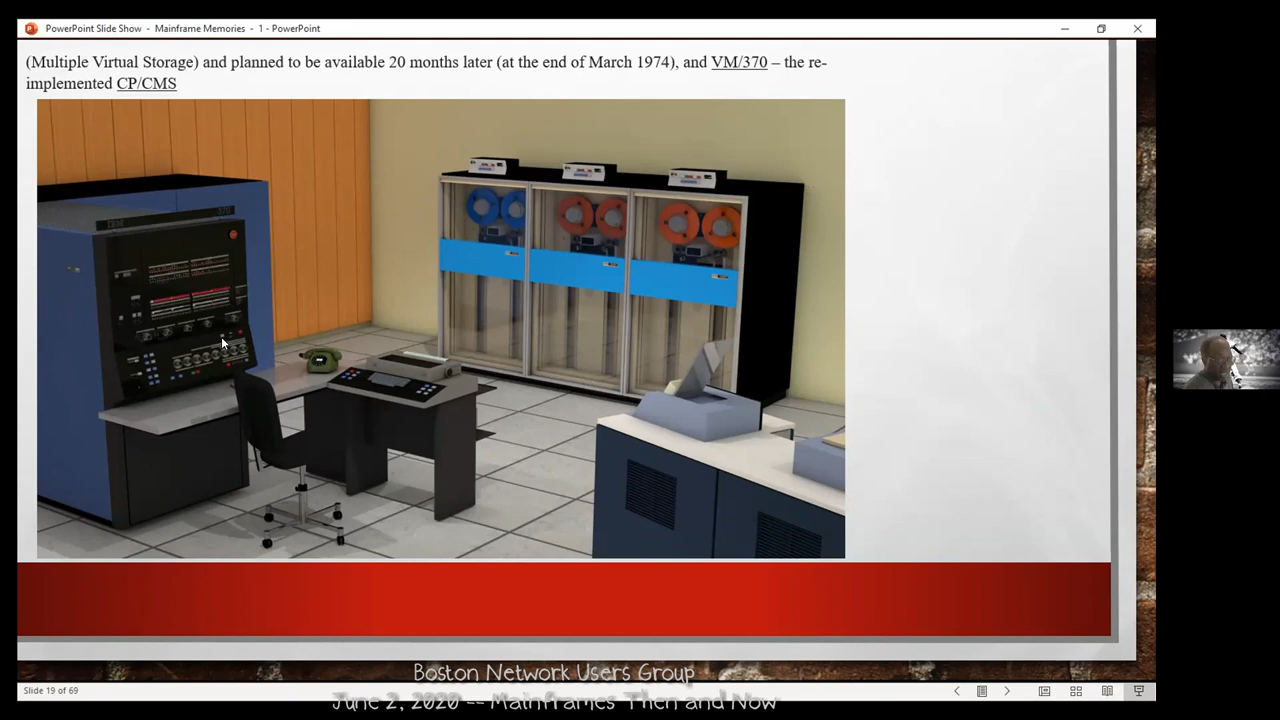 PowerPoint Slide Show - Mainframe Memories - 1 - PowerPoint
(Multiple Virtual Storage) and planned to be available 20 months later (at the end of March 1974), and VM/370 – the re-
implemented CP/CMS
IBM 370
Boston Network Users Group
Slide 19 of 69
June 2, 2020 -- Mainframes Then and Now